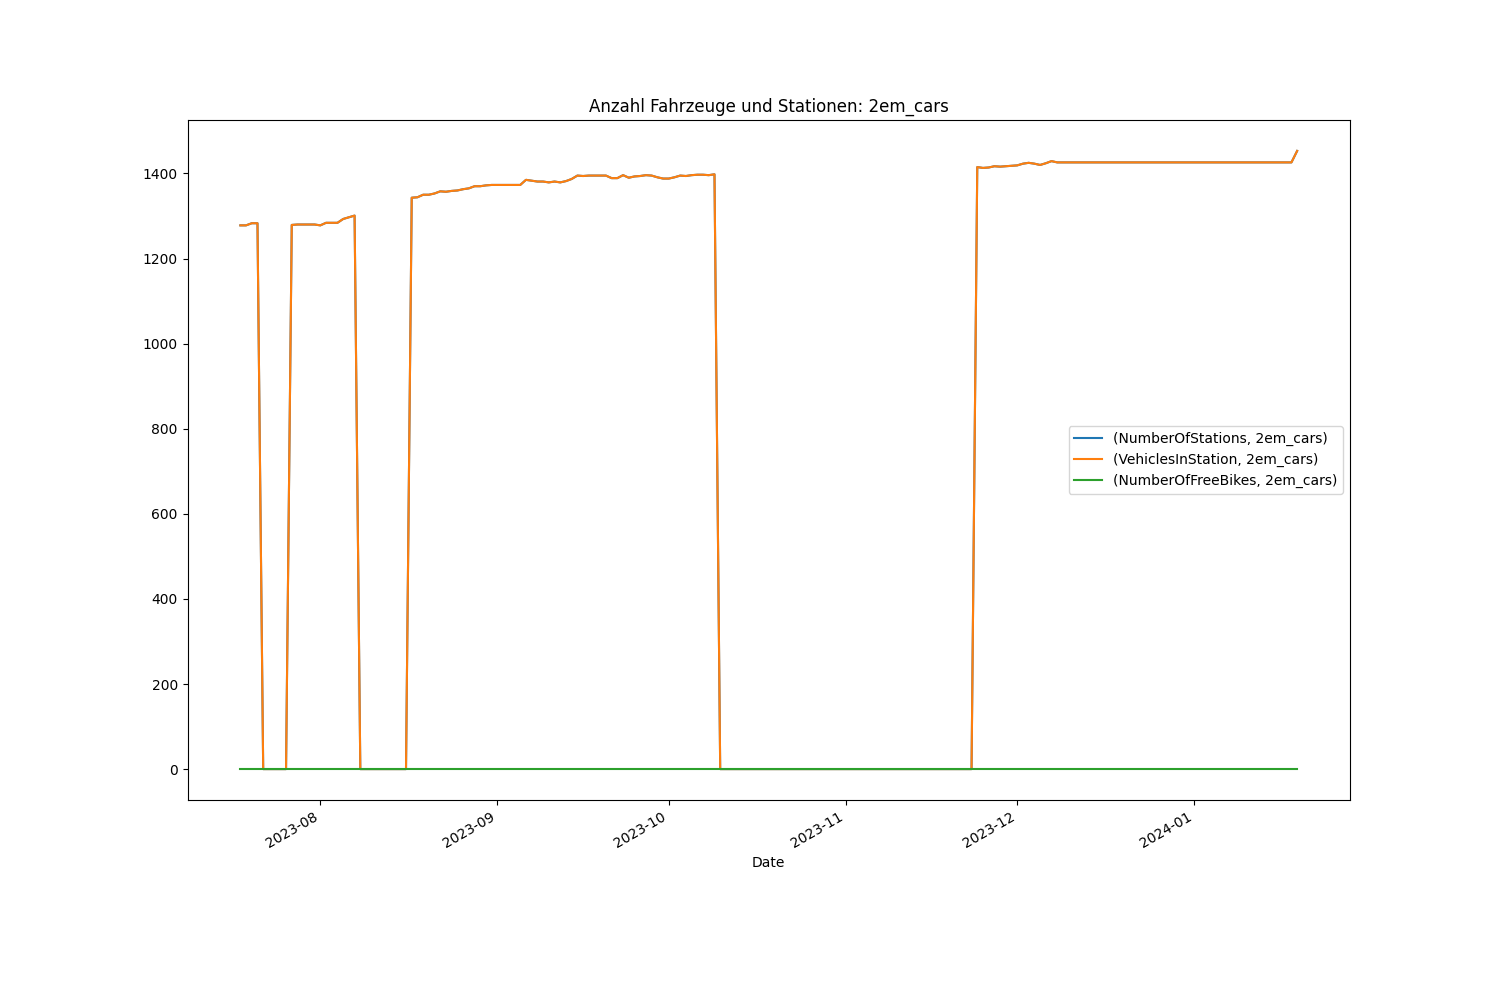 Anzahl Fahrzeuge und Stationen: 2em_cars
1400
1200
1000
800
600
400
200
0
(NumberOfStations, 2em_cars)
(VehiclesInStation, 2em_cars)
(NumberOfFreeBikes, 2em_cars)
2023-08
2023-09
2023-10
2023-11
2023-12
2024-01
Date